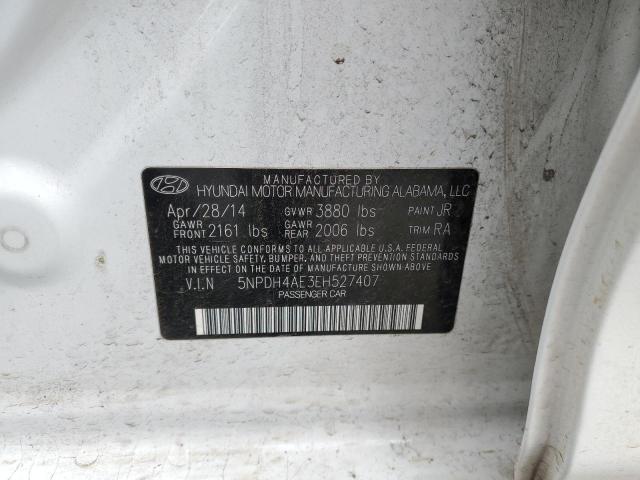 MANUFACTURED BY
HYUNDAI MOTOR MANUFACTURING ALABAMA, LLC
Apr/28/14 GVWR 3880 lbs PAINT JR
GAWR FRONT 2161 lbs GAWR REAR 2006 lbs TRIM RA
THIS VEHICLE CONFORMS TO ALL APPLICABLE U.S.A. FEDERAL
MOTOR VEHICLE SAFETY, BUMPER, AND THEFT PREVENTION STANDARDS
IN EFFECT ON THE DATE OF MANUFACTURE SHOWN ABOVE.
V.I.N 5NPDH4AE3EH527407
PASSENGER CAR